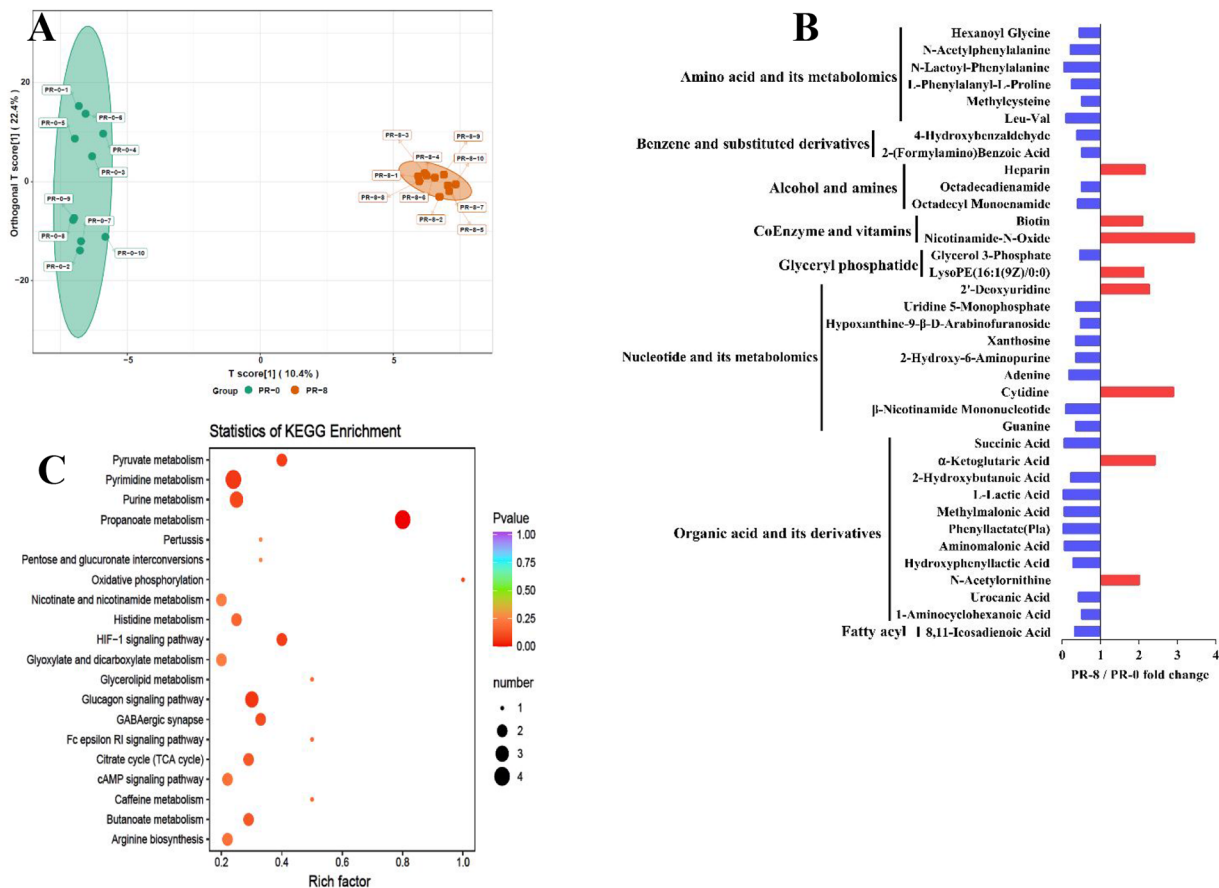 A
Orthogonal T score[1] ( 22.4% )
20
0
−20
PR-0-1
PR-0-6
PR-0-5
PR-0-4
PR-0-3
PR-0-9
PR-0-7
PR-0-8
PR-0-2
PR-0-10
PR-8-3
PR-8-9
PR-8-4
PR-8-10
PR-8-1
PR-8-8
PR-8-6
PR-8-7
PR-8-2
PR-8-5
−5
0
5
T score[1] ( 10.4% )
Group PR-0 PR-8
B
Amino acid and its metabolomics
Hexanoyl Glycine
N-Acetylphenylalanine
N-Lactoyl-Phenylalanine
L-Phenylalanyl-L-Proline
Methylcysteine
Leu-Val
Benzene and substituted derivatives
4-Hydroxybenzaldehyde
2-(Formylamino)Benzoic Acid
Alcohol and amines
Heparin
Octadecadienamide
Octadecyl Monoenamide
CoEnzyme and vitamins
Biotin
Nicotinamide-N-Oxide
Glyceryl phosphatide
Glycerol 3-Phosphate
LysoPE(16:1(9Z)/0:0)
Nucleotide and its metabolomics
2'-Deoxyuridine
Uridine 5-Monophosphate
Hypoxanthine-9-β-D-Arabinofuranoside
Xanthosine
2-Hydroxy-6-Aminopurine
Adenine
Cytidine
β-Nicotinamide Mononucleotide
Guanine
Organic acid and its derivatives
Succinic Acid
α-Ketoglutaric Acid
2-Hydroxybutanoic Acid
L-Lactic Acid
Methylmalonic Acid
Phenyllactate(Pla)
Aminomalonic Acid
Hydroxyphenyllactic Acid
N-Acetylornithine
Urocanic Acid
1-Aminocyclohexanoic Acid
Fatty acyl
8,11-Icosadienoic Acid
0 1 2 3 4
PR-8 / PR-0 fold change
C
Statistics of KEGG Enrichment
Pyruvate metabolism
Pyrimidine metabolism
Purine metabolism
Propanoate metabolism
Pertussis
Pentose and glucuronate interconversions
Oxidative phosphorylation
Nicotinate and nicotinamide metabolism
Histidine metabolism
HIF−1 signaling pathway
Glyoxylate and dicarboxylate metabolism
Glycerolipid metabolism
Glucagon signaling pathway
GABAergic synapse
Fc epsilon RI signaling pathway
Citrate cycle (TCA cycle)
cAMP signaling pathway
Caffeine metabolism
Butanoate metabolism
Arginine biosynthesis
0.2 0.4 0.6 0.8 1.0
Rich factor
Pvalue
1.00
0.75
0.50
0.25
0.00
number
1
2
3
4